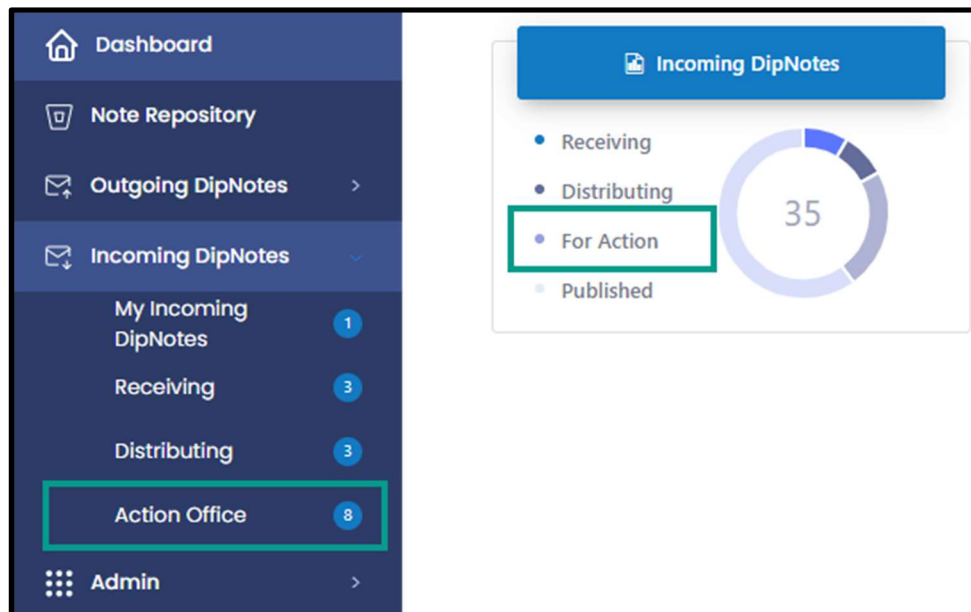 Dashboard
Note Repository
Outgoing DipNotes
Incoming DipNotes
My Incoming
DipNotes
1
Receiving
3
Distributing
3
Action Office
8
Admin
Incoming DipNotes
Receiving
Distributing
For Action
Published
35